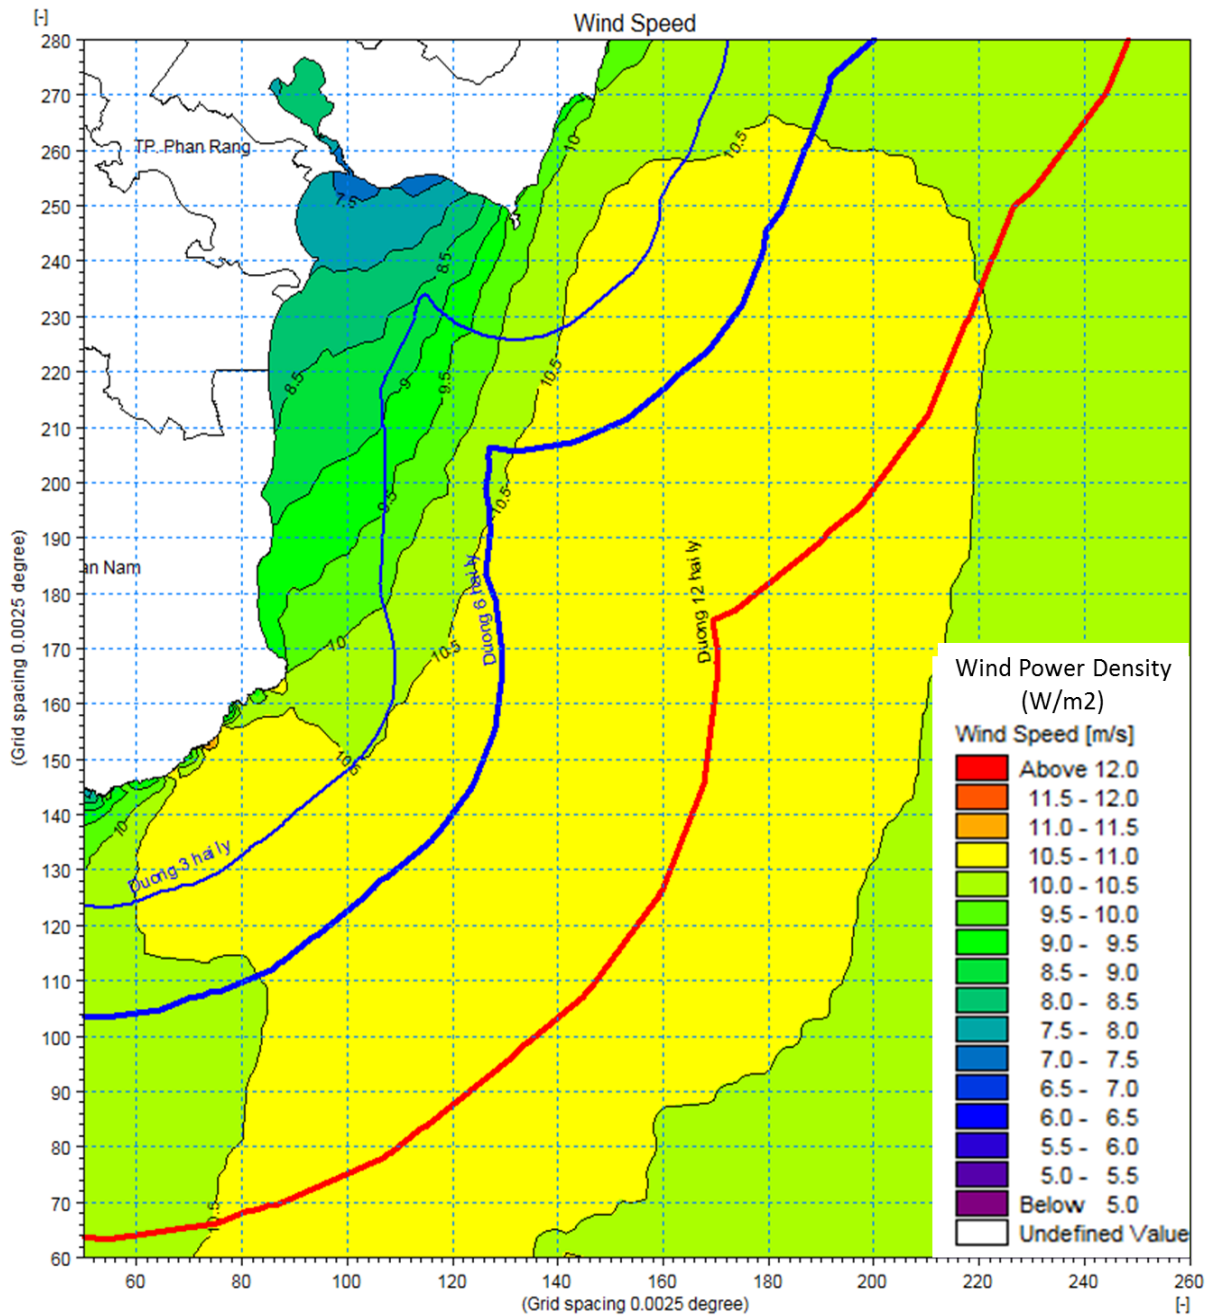 [-]
Wind Speed
280
270
260
250
240
230
220
210
200
190
180
170
160
150
140
130
120
110
100
90
80
70
60
(Grid spacing 0.0025 degree)
TP. Phan Rang
an Nam
7.5
8.5
8.5
9
9.5
9.5
10
10
10
10.5
10.5
10.5
10.5
10.5
10.5
Duong 3 hai ly
Duong 6 hai ly
Duong 12 hai ly
Wind Power Density
(W/m2)
Wind Speed [m/s]
Above 12.0
11.5 - 12.0
11.0 - 11.5
10.5 - 11.0
10.0 - 10.5
9.5 - 10.0
9.0 - 9.5
8.5 - 9.0
8.0 - 8.5
7.5 - 8.0
7.0 - 7.5
6.5 - 7.0
6.0 - 6.5
5.5 - 6.0
5.0 - 5.5
Below 5.0
Undefined Value
60 80 100 120 140 160 180 200 220 240 260
(Grid spacing 0.0025 degree)
[-]